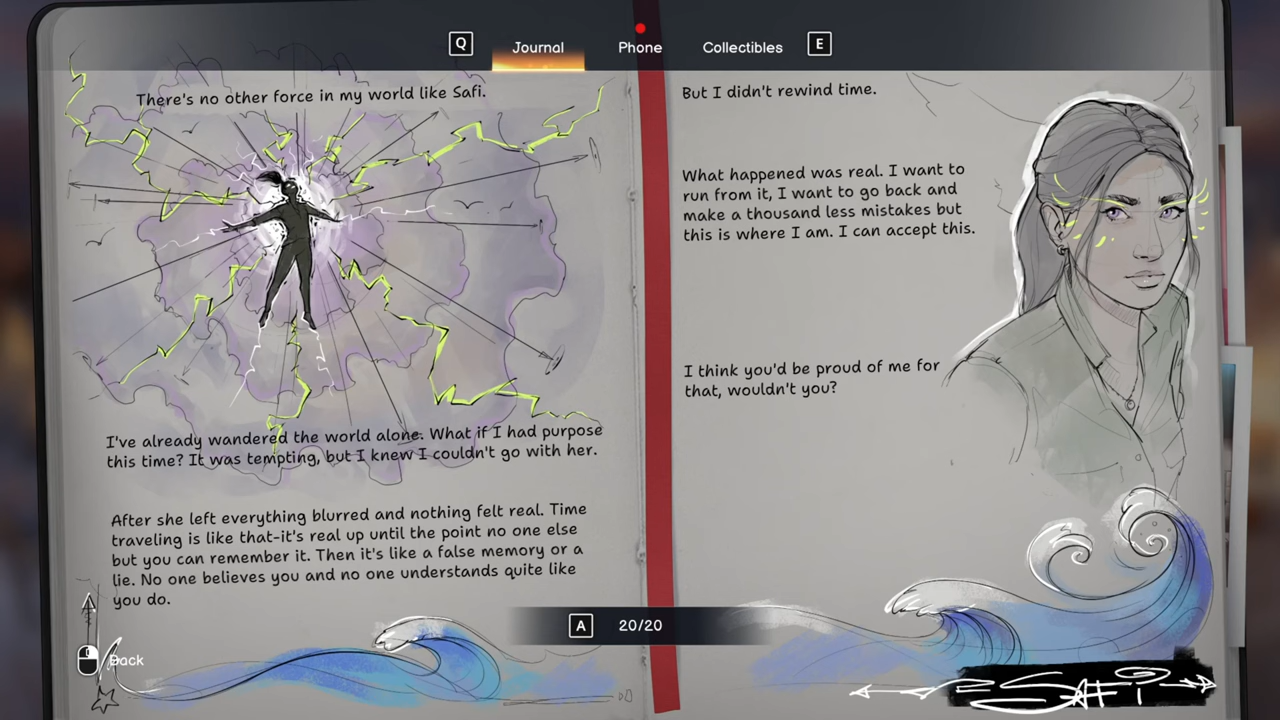 Q
Journal
Phone
Collectibles
E
There's no other force in my world like Safi.
I've already wandered the world alone. What if I had purpose
this time? It was tempting, but I knew I couldn't go with her.
After she left everything blurred and nothing felt real. Time
traveling is like that-it's real up until the point no one else
but you can remember it. Then it's like a false memory or a
lie. No one believes you and no one understands quite like
you do.
But I didn't rewind time.
What happened was real. I want to
run from it, I want to go back and
make a thousand less mistakes but
this is where I am. I can accept this.
I think you'd be proud of me for
that, wouldn't you?
A
20/20
Back
SAFi